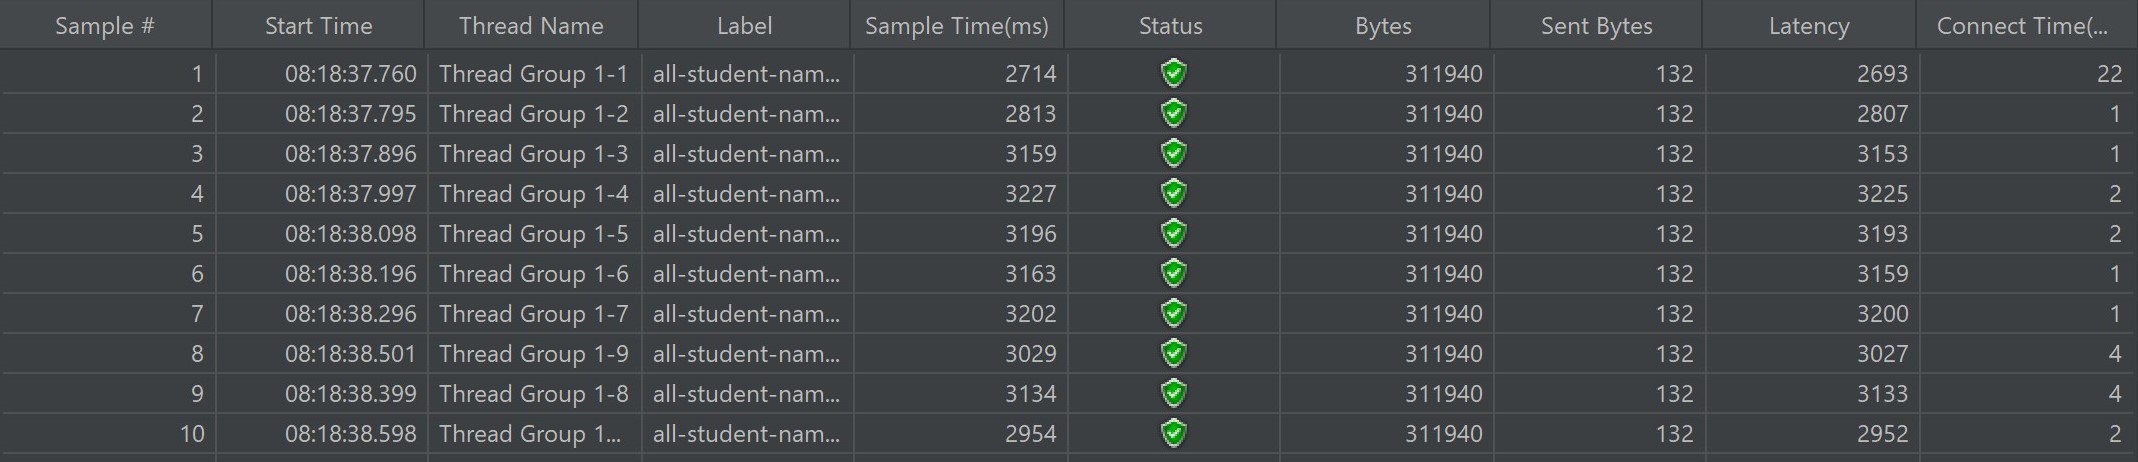 Sample # Start Time Thread Name Label Sample Time(ms) Status Bytes Sent Bytes Latency Connect Time(...
1 08:18:37.760 Thread Group 1-1 all-student-nam... 2714 311940 132 2693 22
2 08:18:37.795 Thread Group 1-2 all-student-nam... 2813 311940 132 2807 1
3 08:18:37.896 Thread Group 1-3 all-student-nam... 3159 311940 132 3153 1
4 08:18:37.997 Thread Group 1-4 all-student-nam... 3227 311940 132 3225 2
5 08:18:38.098 Thread Group 1-5 all-student-nam... 3196 311940 132 3193 2
6 08:18:38.196 Thread Group 1-6 all-student-nam... 3163 311940 132 3159 1
7 08:18:38.296 Thread Group 1-7 all-student-nam... 3202 311940 132 3200 1
8 08:18:38.501 Thread Group 1-9 all-student-nam... 3029 311940 132 3027 4
9 08:18:38.399 Thread Group 1-8 all-student-nam... 3134 311940 132 3133 4
10 08:18:38.598 Thread Group 1... all-student-nam... 2954 311940 132 2952 2